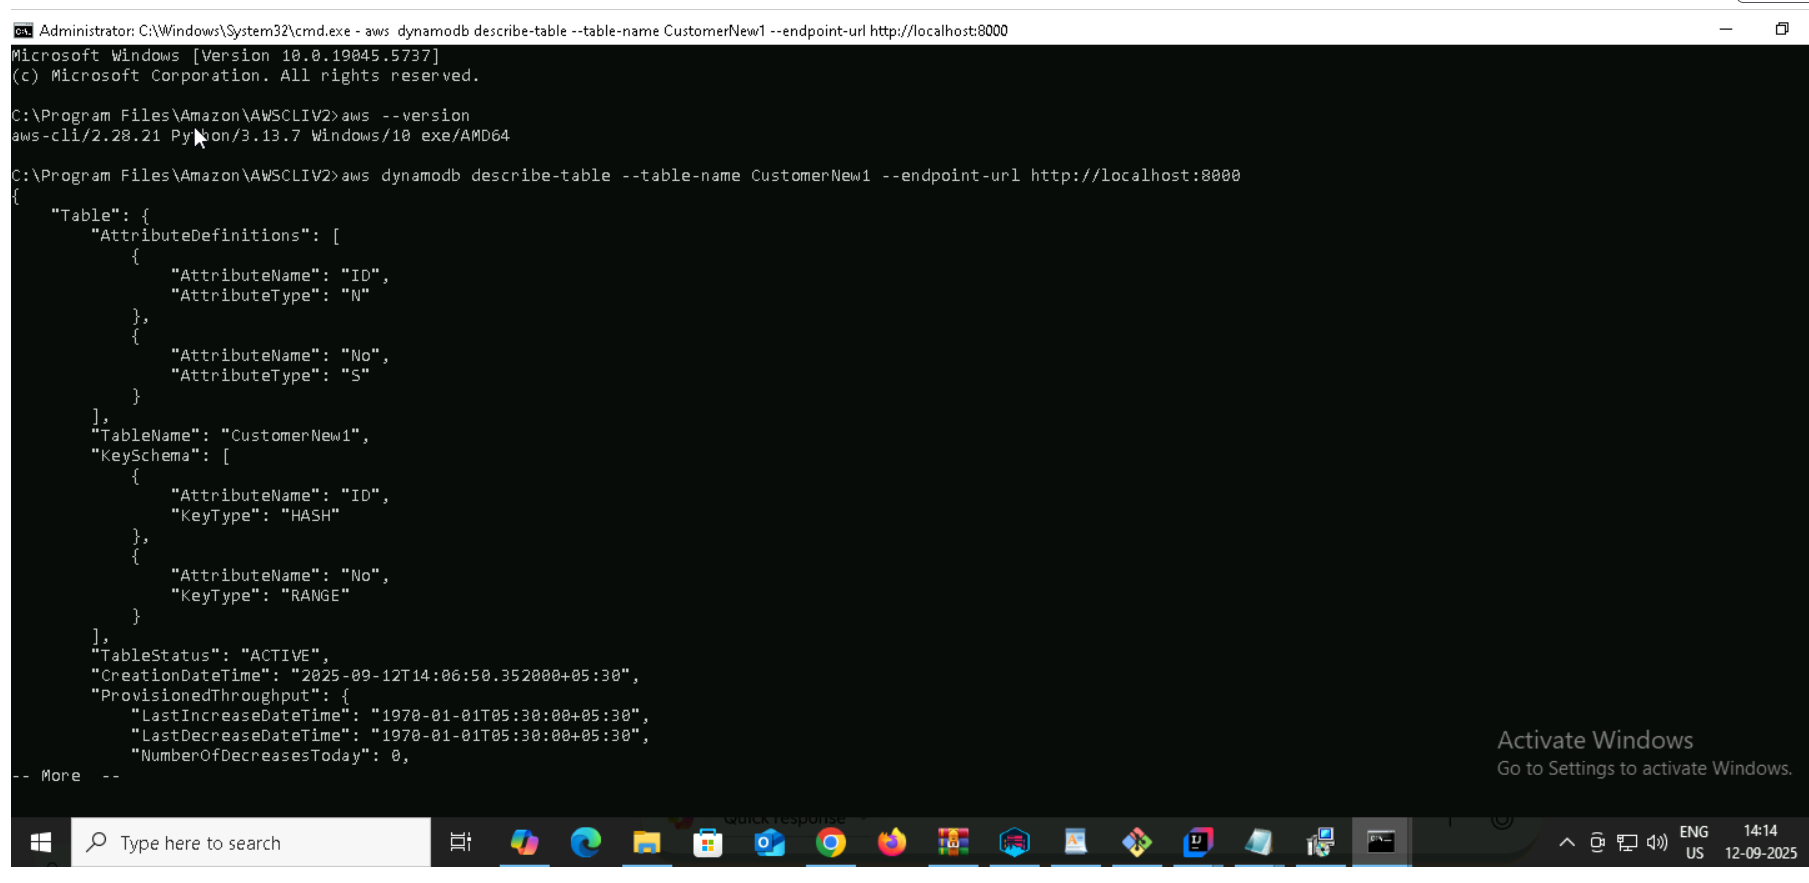 Administrator: C:\Windows\System32\cmd.exe - aws  dynamodb describe-table --table-name CustomerNew1 --endpoint-url http://localhost:8000
Microsoft Windows [Version 10.0.19045.5737]
(c) Microsoft Corporation. All rights reserved.
C:\Program Files\Amazon\AWSCLIV2>aws --version
aws-cli/2.28.21 Python/3.13.7 Windows/10 exe/AMD64
C:\Program Files\Amazon\AWSCLIV2>aws dynamodb describe-table --table-name CustomerNew1 --endpoint-url http://localhost:8000
{
    "Table": {
        "AttributeDefinitions": [
            {
                "AttributeName": "ID",
                "AttributeType": "N"
            },
            {
                "AttributeName": "No",
                "AttributeType": "S"
            }
        ],
        "TableName": "CustomerNew1",
        "KeySchema": [
            {
                "AttributeName": "ID",
                "KeyType": "HASH"
            },
            {
                "AttributeName": "No",
                "KeyType": "RANGE"
            }
        ],
        "TableStatus": "ACTIVE",
        "CreationDateTime": "2025-09-12T14:06:50.352000+05:30",
        "ProvisionedThroughput": {
            "LastIncreaseDateTime": "1970-01-01T05:30:00+05:30",
            "LastDecreaseDateTime": "1970-01-01T05:30:00+05:30",
            "NumberOfDecreasesToday": 0,
-- More  --
Activate Windows
Go to Settings to activate Windows.
Quick response
Type here to search
ENG
US
14:14
12-09-2025